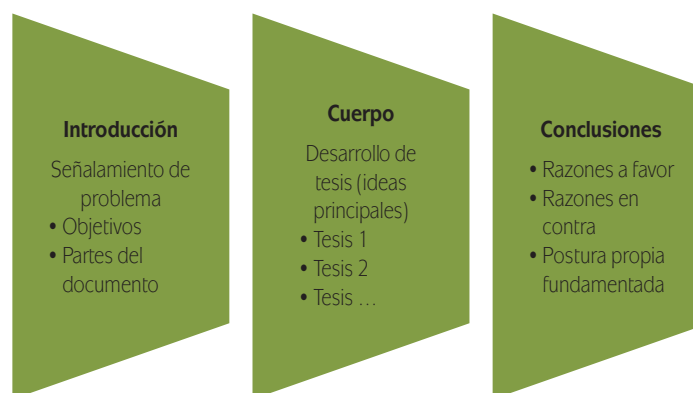 Introducción
Señalamiento de
problema
• Objetivos
• Partes del
documento
Cuerpo
Desarrollo de
tesis (ideas
principales)
• Tesis 1
• Tesis 2
• Tesis …
Conclusiones
• Razones a favor
• Razones en
contra
• Postura propia
fundamentada